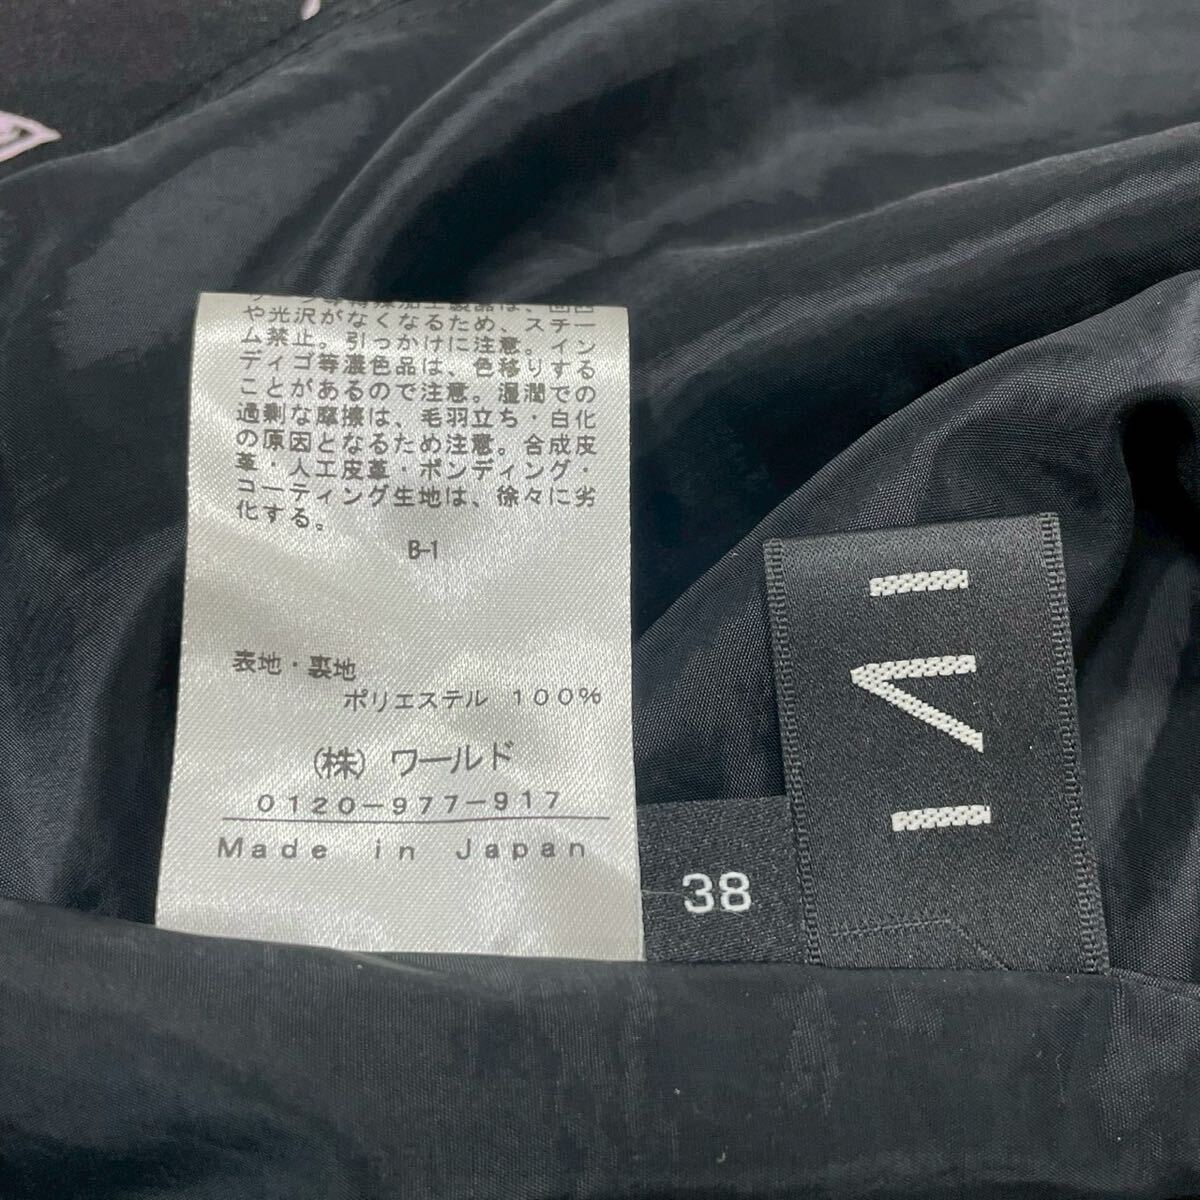 や光沢がなくなるため、スチー
ム禁止。引っかけに注意。イン
ディゴ等濃色品は、色移りする
ことがあるので注意。湿潤での
過剰な摩擦は、毛羽立ち・白化
の原因となるため注意。合成皮
革・人工皮革・ボンディング・
コーティング生地は、徐々に劣
化する。
B-1
表地・裏地
ポリエステル 100%
(株)ワールド
0120-977-917
Made in Japan
38
INI